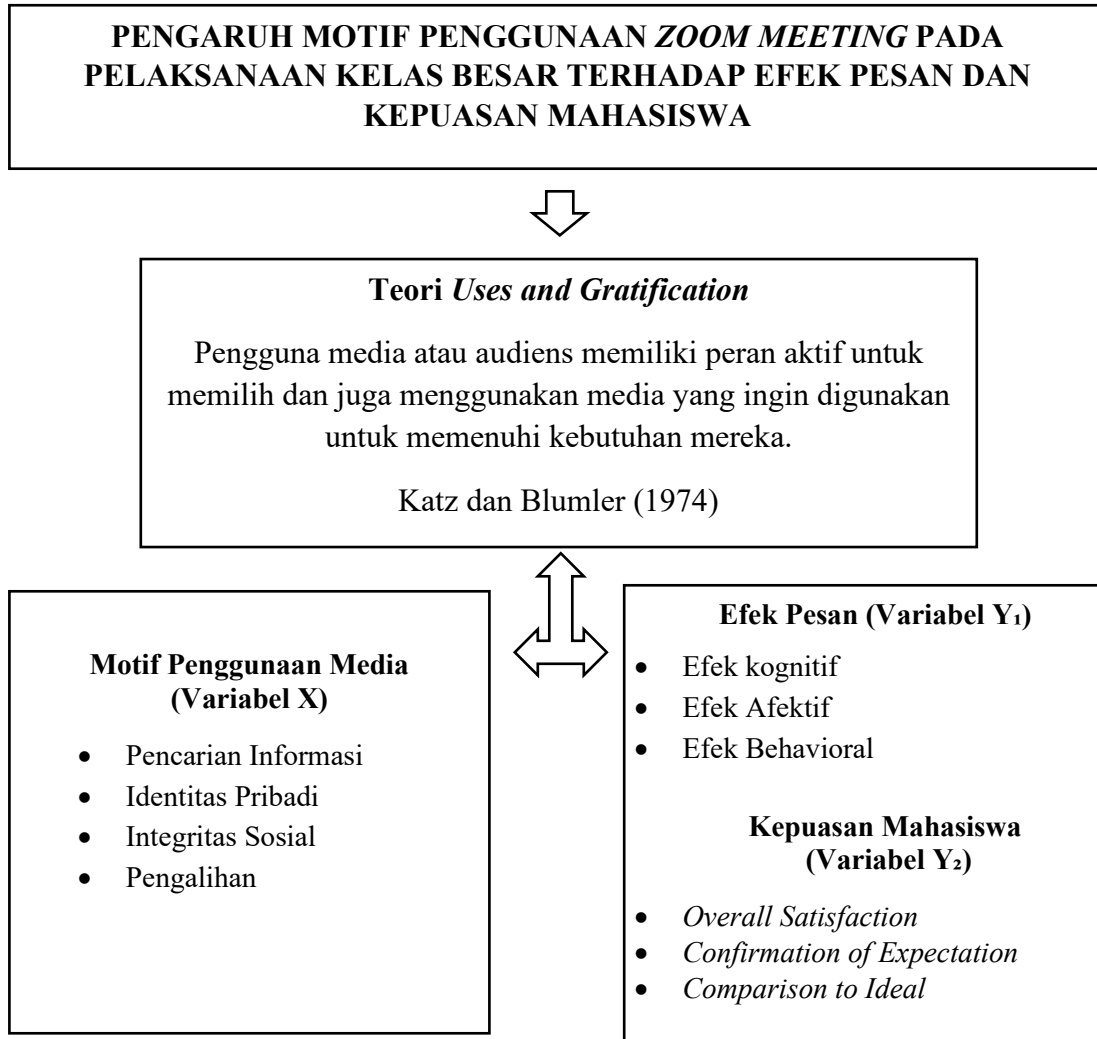 PENGARUH MOTIF PENGGUNAAN ZOOM MEETING PADA
PELAKSANAAN KELAS BESAR TERHADAP EFEK PESAN DAN
KEPUASAN MAHASISWA
Teori Uses and Gratification
Pengguna media atau audiens memiliki peran aktif untuk
memilih dan juga menggunakan media yang ingin digunakan
untuk memenuhi kebutuhan mereka.
Katz dan Blumler (1974)
Motif Penggunaan Media
(Variabel X)
• Pencarian Informasi
• Identitas Pribadi
• Integritas Sosial
• Pengalihan
Efek Pesan (Variabel Y₁)
• Efek kognitif
• Efek Afektif
• Efek Behavioral
Kepuasan Mahasiswa
(Variabel Y₂)
• Overall Satisfaction
• Confirmation of Expectation
• Comparison to Ideal